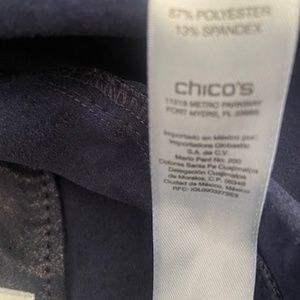 87% POLYESTER
13% SPANDEX
chico's
11215 METRO PARKWAY
FORT MYERS, FL 33966
Importado en México por:
Importadora Globastic
S.A. de C.V.
Mario Pani No. 200
Colonia Santa Fe Cuajimalpa
Delegación Cuajimalpa
de Morelos, C.P. 05348
Ciudad de México, México
RFC: